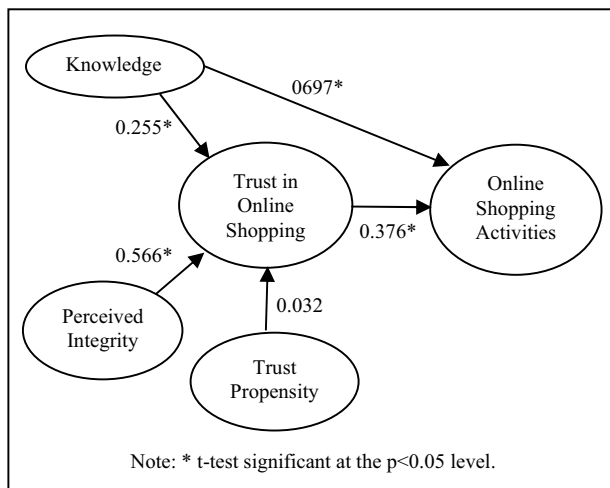 Knowledge
0697*
0.255*
Trust in
Online
Shopping
Online
Shopping
Activities
0.376*
0.566*
Perceived
Integrity
0.032
Trust
Propensity
Note: * t-test significant at the p<0.05 level.